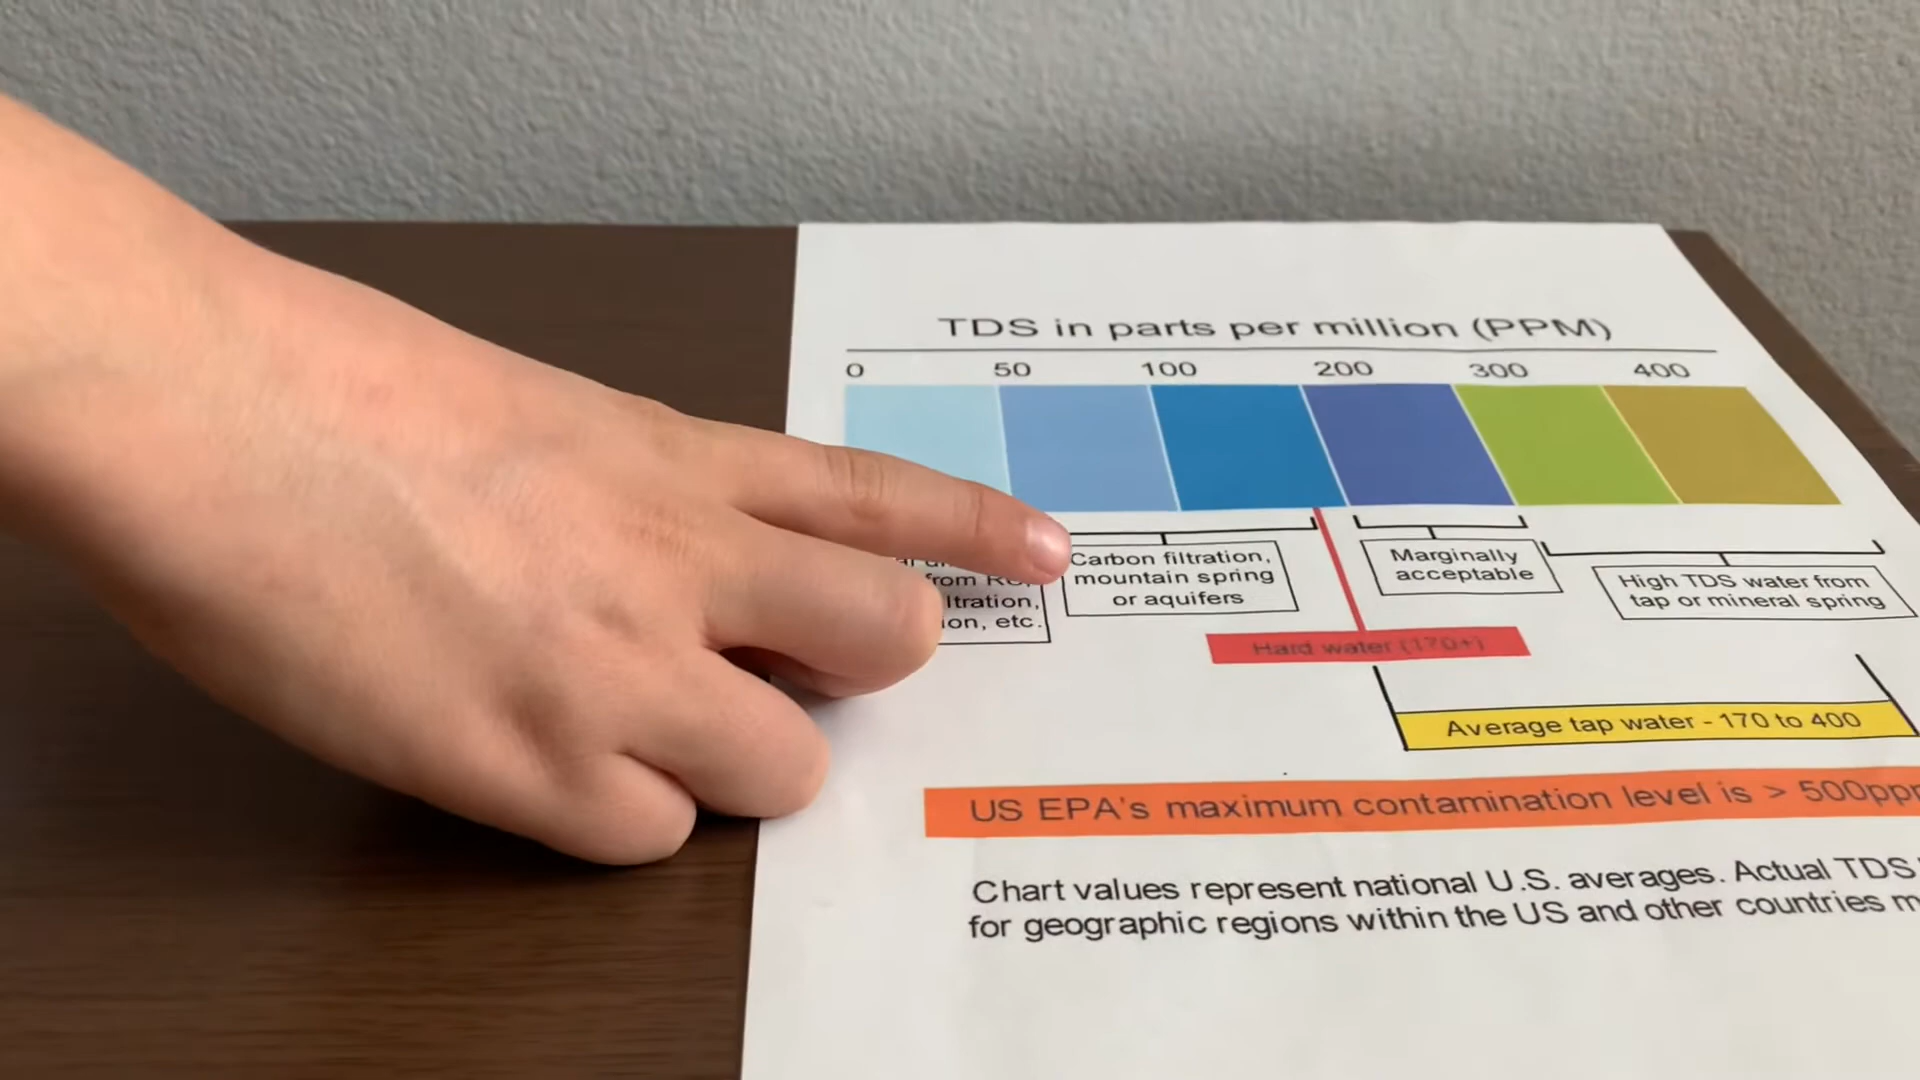 TDS in parts per million (PPM)
0 50 100 200 300 400
from
ltration,
ion, etc.
Carbon filtration,
mountain spring
or aquifers
Marginally
acceptable
High TDS water from
tap or mineral spring
Hard water (170+)
Average tap water - 170 to 400
US EPA's maximum contamination level is > 500pp
Chart values represent national U.S. averages. Actual TDS
for geographic regions within the US and other countries m